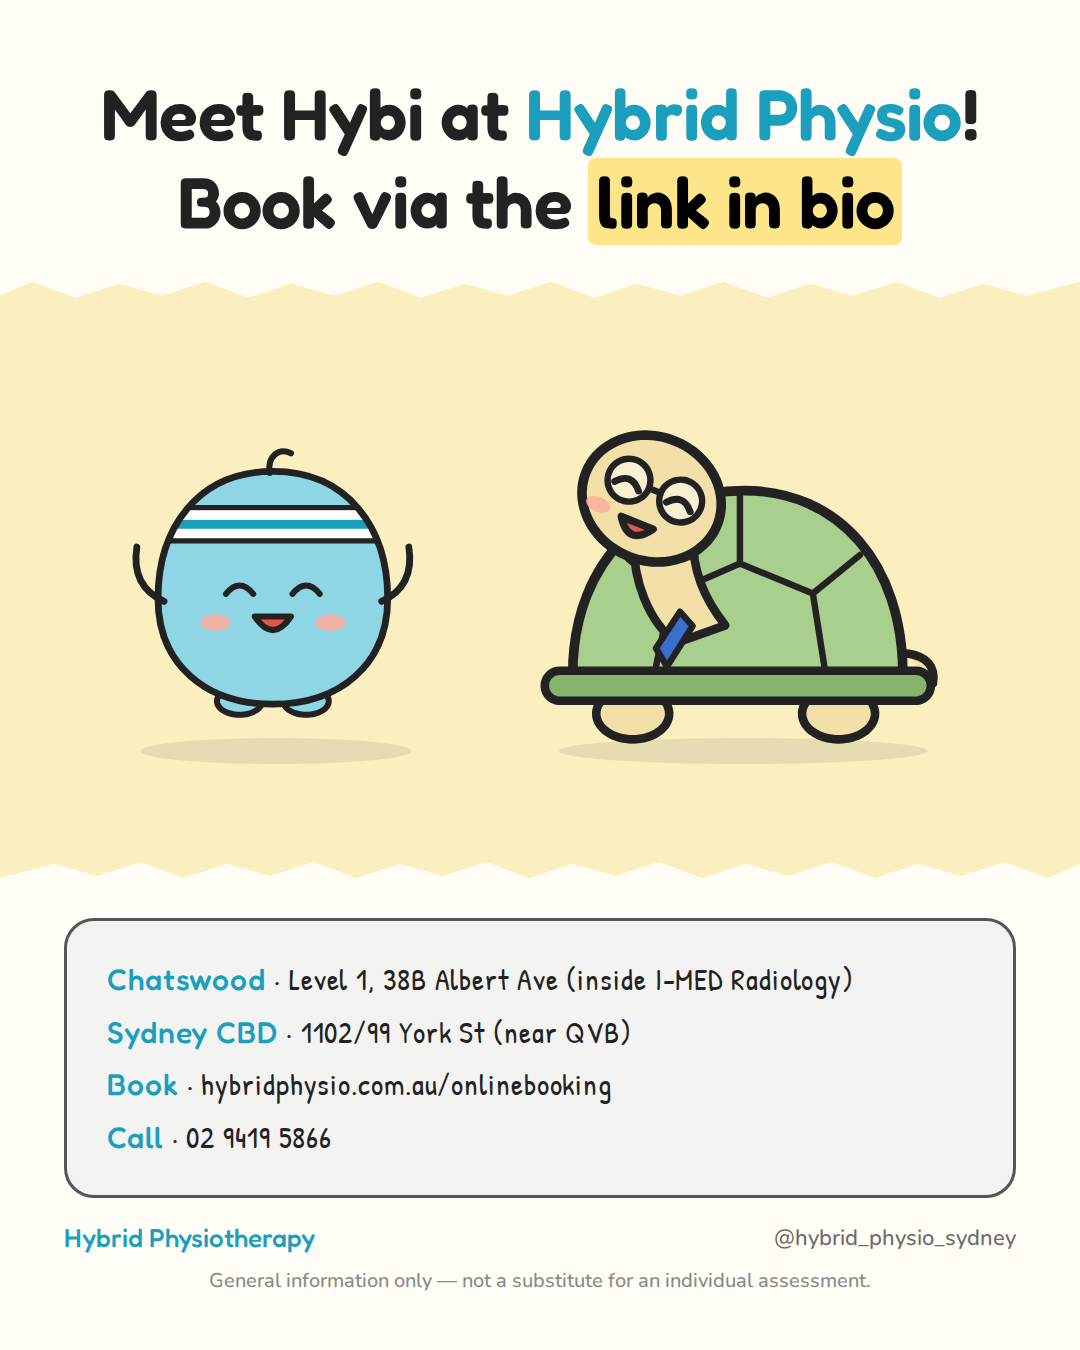 Meet Hybi at Hybrid Physio!
Book via the link in bio
Chatswood · Level 1, 38B Albert Ave (inside I-MED Radiology)
Sydney CBD · 1102/99 York St (near QVB)
Book · hybridphysio.com.au/onlinebooking
Call · 02 9419 5866
Hybrid Physiotherapy
@hybrid_physio_sydney
General information only — not a substitute for an individual assessment.